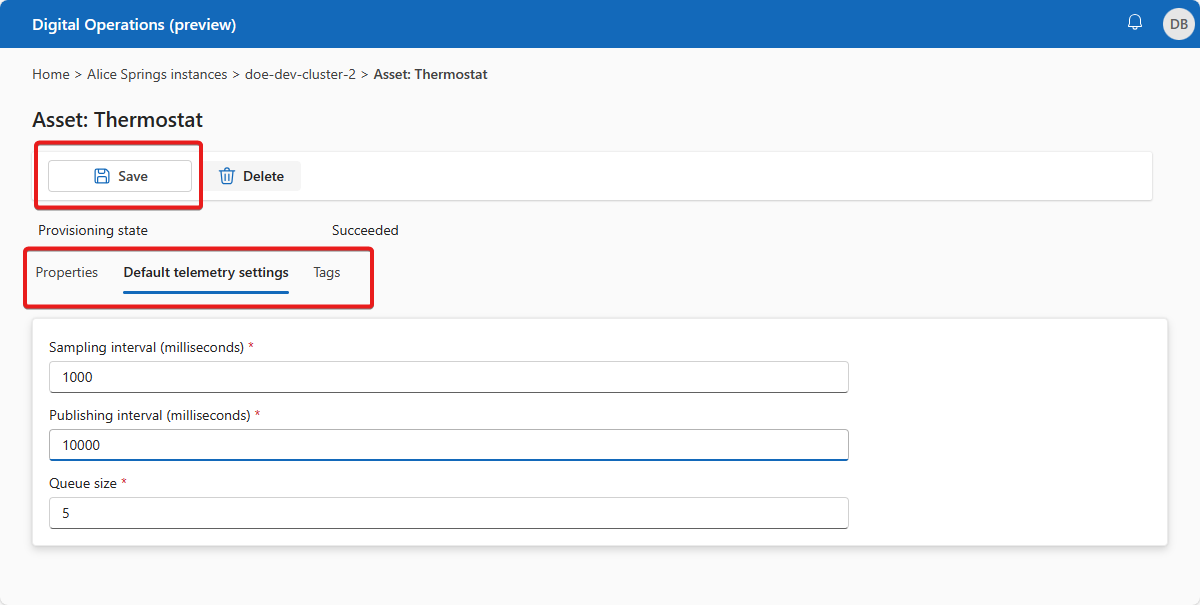 Digital Operations (preview)
DB
Home > Alice Springs instances > doe-dev-cluster-2 > Asset: Thermostat
Asset: Thermostat
Save
Delete
Provisioning state
Succeeded
Properties
Default telemetry settings
Tags
Sampling interval (milliseconds) *
1000
Publishing interval (milliseconds) *
10000
Queue size *
5